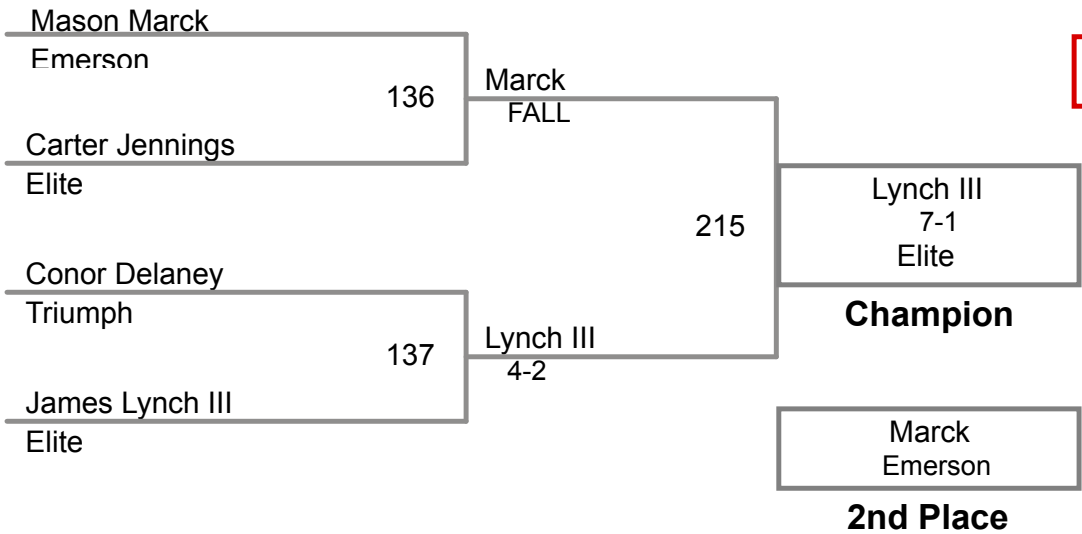 Mason Marck
Emerson
136
Marck
FALL
Carter Jennings
Elite
215
Lynch III
7-1
Elite
Champion
Conor Delaney
Triumph
137
Lynch III
4-2
James Lynch III
Elite
Marck
Emerson
2nd Place